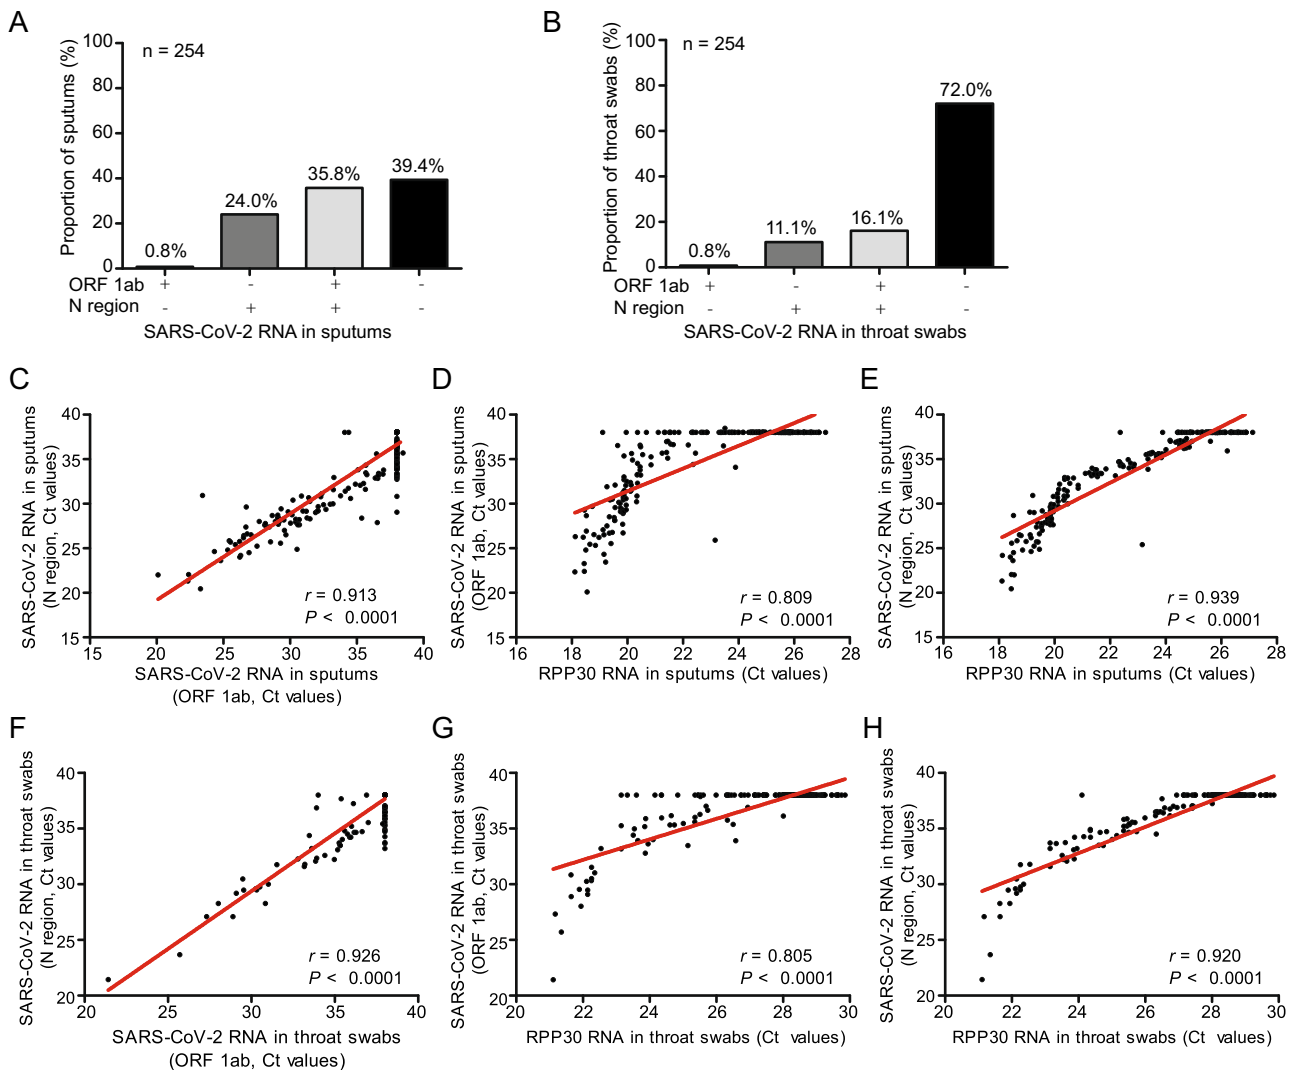 A
Proportion of sputums (%)
100
80
60
40
20
0
n = 254
0.8%
24.0%
35.8%
39.4%
ORF 1ab + - + -
N region - + + -
SARS-CoV-2 RNA in sputums
B
Proportion of throat swabs (%)
100
80
60
40
20
0
n = 254
0.8%
11.1%
16.1%
72.0%
ORF 1ab + - + -
N region - + + -
SARS-CoV-2 RNA in throat swabs
C
SARS-CoV-2 RNA in sputums
(N region, Ct values)
40
35
30
25
20
15
r = 0.913
P < 0.0001
15 20 25 30 35 40
SARS-CoV-2 RNA in sputums
(ORF 1ab, Ct values)
D
SARS-CoV-2 RNA in sputums
(ORF 1ab, Ct values)
40
35
30
25
20
15
r = 0.809
P < 0.0001
16 18 20 22 24 26 28
RPP30 RNA in sputums (Ct values)
E
SARS-CoV-2 RNA in sputums
(N region, Ct values)
40
35
30
25
20
15
r = 0.939
P < 0.0001
16 18 20 22 24 26 28
RPP30 RNA in sputums (Ct values)
F
SARS-CoV-2 RNA in throat swabs
(N region, Ct values)
40
35
30
25
20
r = 0.926
P < 0.0001
20 25 30 35 40
SARS-CoV-2 RNA in throat swabs
(ORF 1ab, Ct values)
G
SARS-CoV-2 RNA in throat swabs
(ORF 1ab, Ct values)
40
35
30
25
20
r = 0.805
P < 0.0001
20 22 24 26 28 30
RPP30 RNA in throat swabs (Ct values)
H
SARS-CoV-2 RNA in throat swabs
(N region, Ct values)
40
35
30
25
20
r = 0.920
P < 0.0001
20 22 24 26 28 30
RPP30 RNA in throat swabs (Ct values)